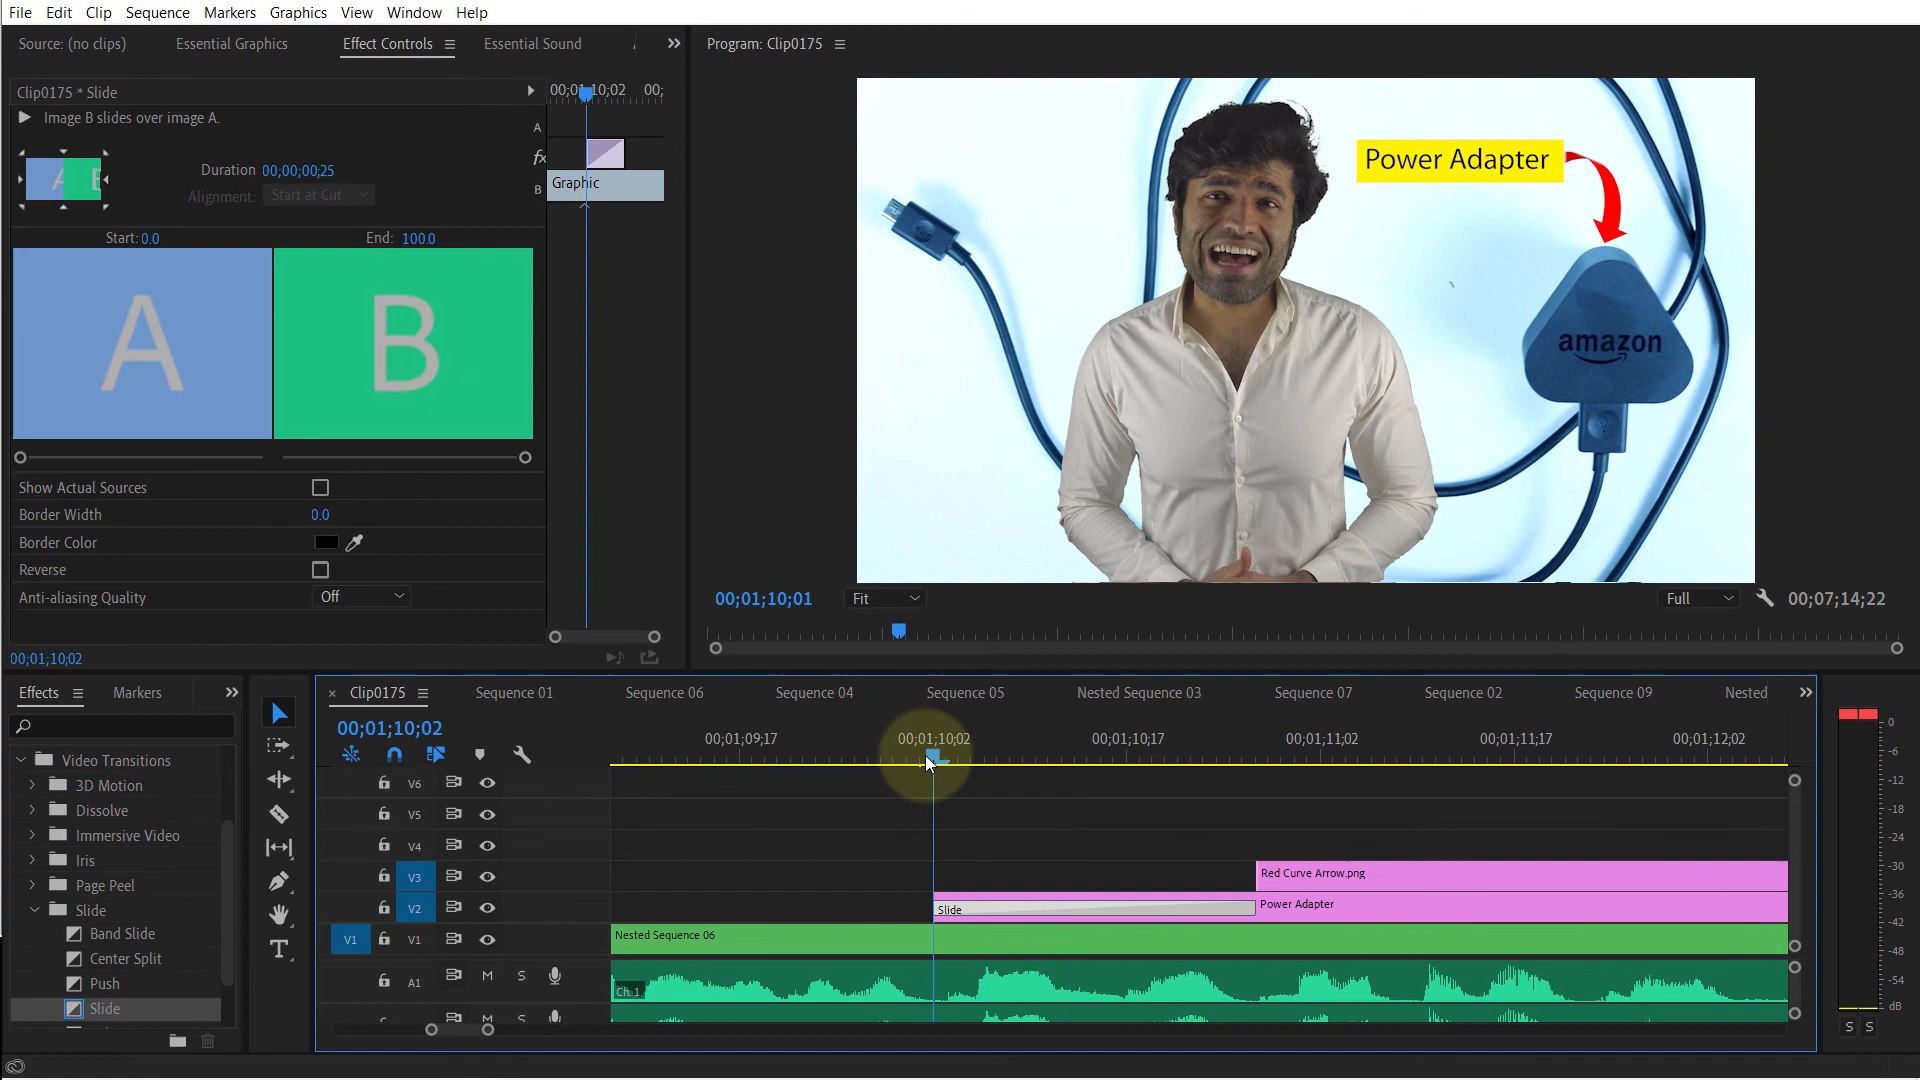 File Edit Clip Sequence Markers Graphics View Window Help
Source: (no clips) Essential Graphics Effect Controls Essential Sound
Program: Clip0175
Clip0175 * Slide
00;01;10;02 00;
Image B slides over image A.
A
Duration 00;00;00;25
fx
Alignment: Start at Cut
B
Graphic
Start: 0.0 End: 100.0
A B
Show Actual Sources
Border Width 0.0
Border Color
Reverse
Anti-aliasing Quality Off
00;01;10;02
Power Adapter
amazon
00;01;10;01 Fit Full 00;07;14;22
Effects Markers
Video Transitions
3D Motion
Dissolve
Immersive Video
Iris
Page Peel
Slide
Band Slide
Center Split
Push
Slide
Clip0175 Sequence 01 Sequence 06 Sequence 04 Sequence 05 Nested Sequence 03 Sequence 07 Sequence 02 Sequence 09 Nested
00;01;10;02
00;01;09;17 00;01;10;02 00;01;10;17 00;01;11;02 00;01;11;17 00;01;12;02
V6
V5
V4
V3 Red Curve Arrow.png
V2 Slide Power Adapter
V1 V1 Nested Sequence 06
A1 M S Ch 1
0
-6
-12
-18
-24
-30
-36
-42
-48
-54
dB
S S